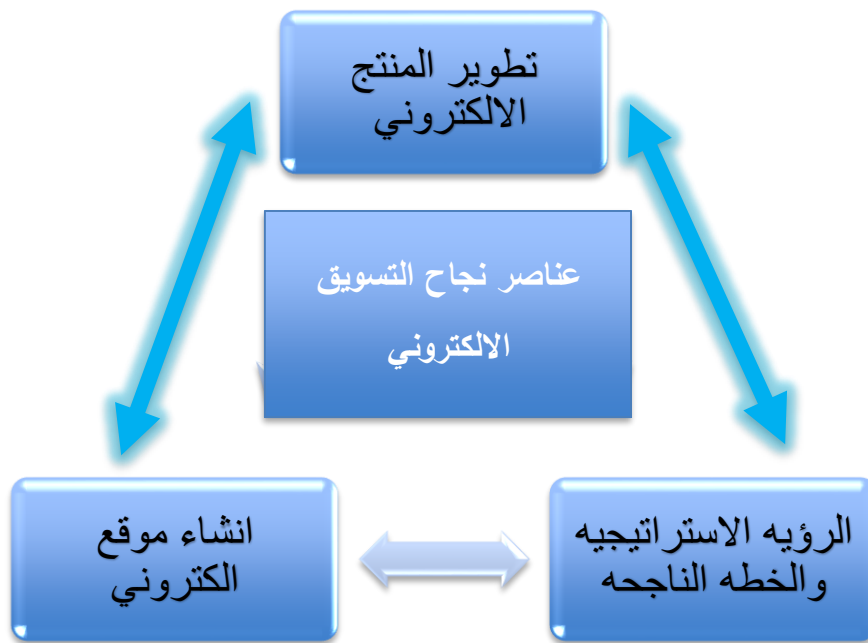 تطوير المنتج
الالكتروني
عناصر نجاح التسويق
الالكتروني
الرؤيه الاستراتيجيه
والخطه الناجحه
انشاء موقع
الكتروني